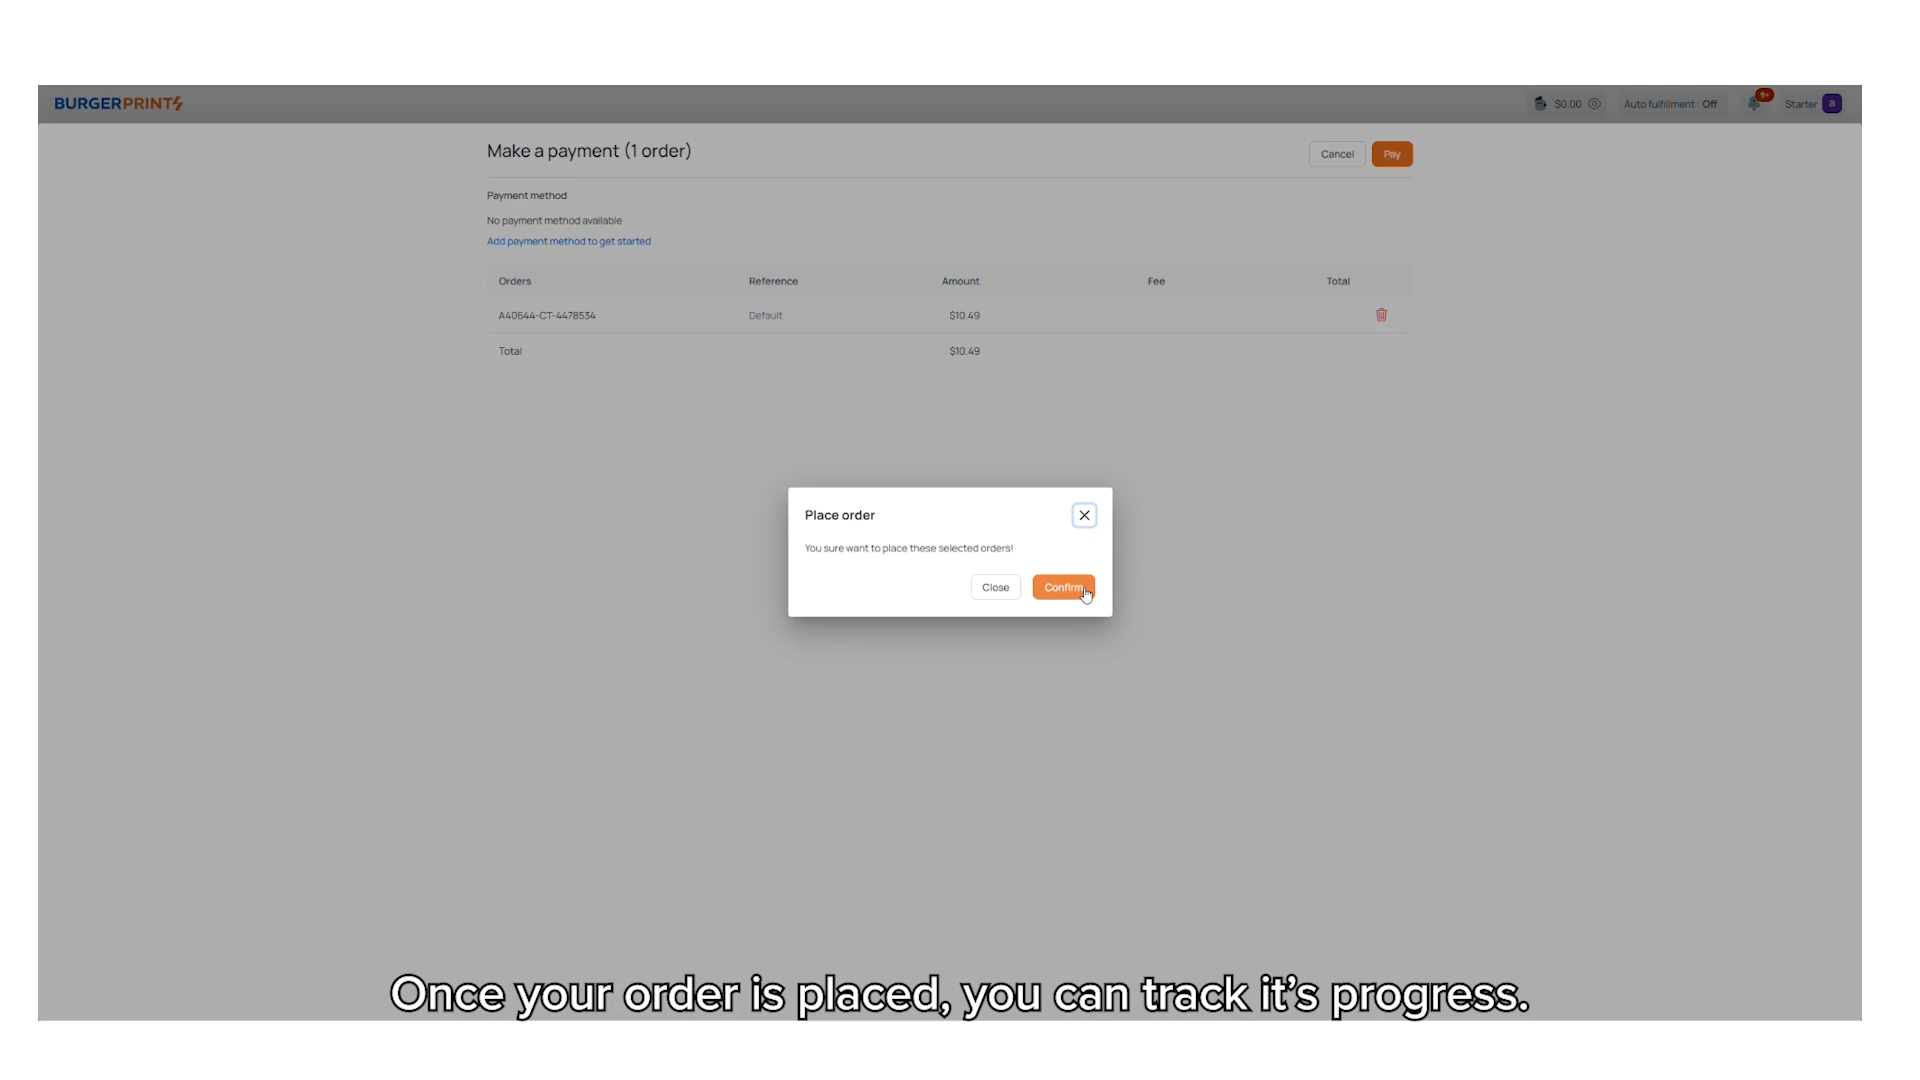 BURGERPRINTS
$0.00
Auto fulfillment : Off
9+
Starter
a
Make a payment (1 order)
Cancel
Pay
Payment method
No payment method available
Add payment method to get started
Orders Reference Amount Fee Total
A40644-CT-4478534 Default $10.49
Total $10.49
Place order
You sure want to place these selected orders!
Close
Confirm
Once your order is placed, you can track it's progress.